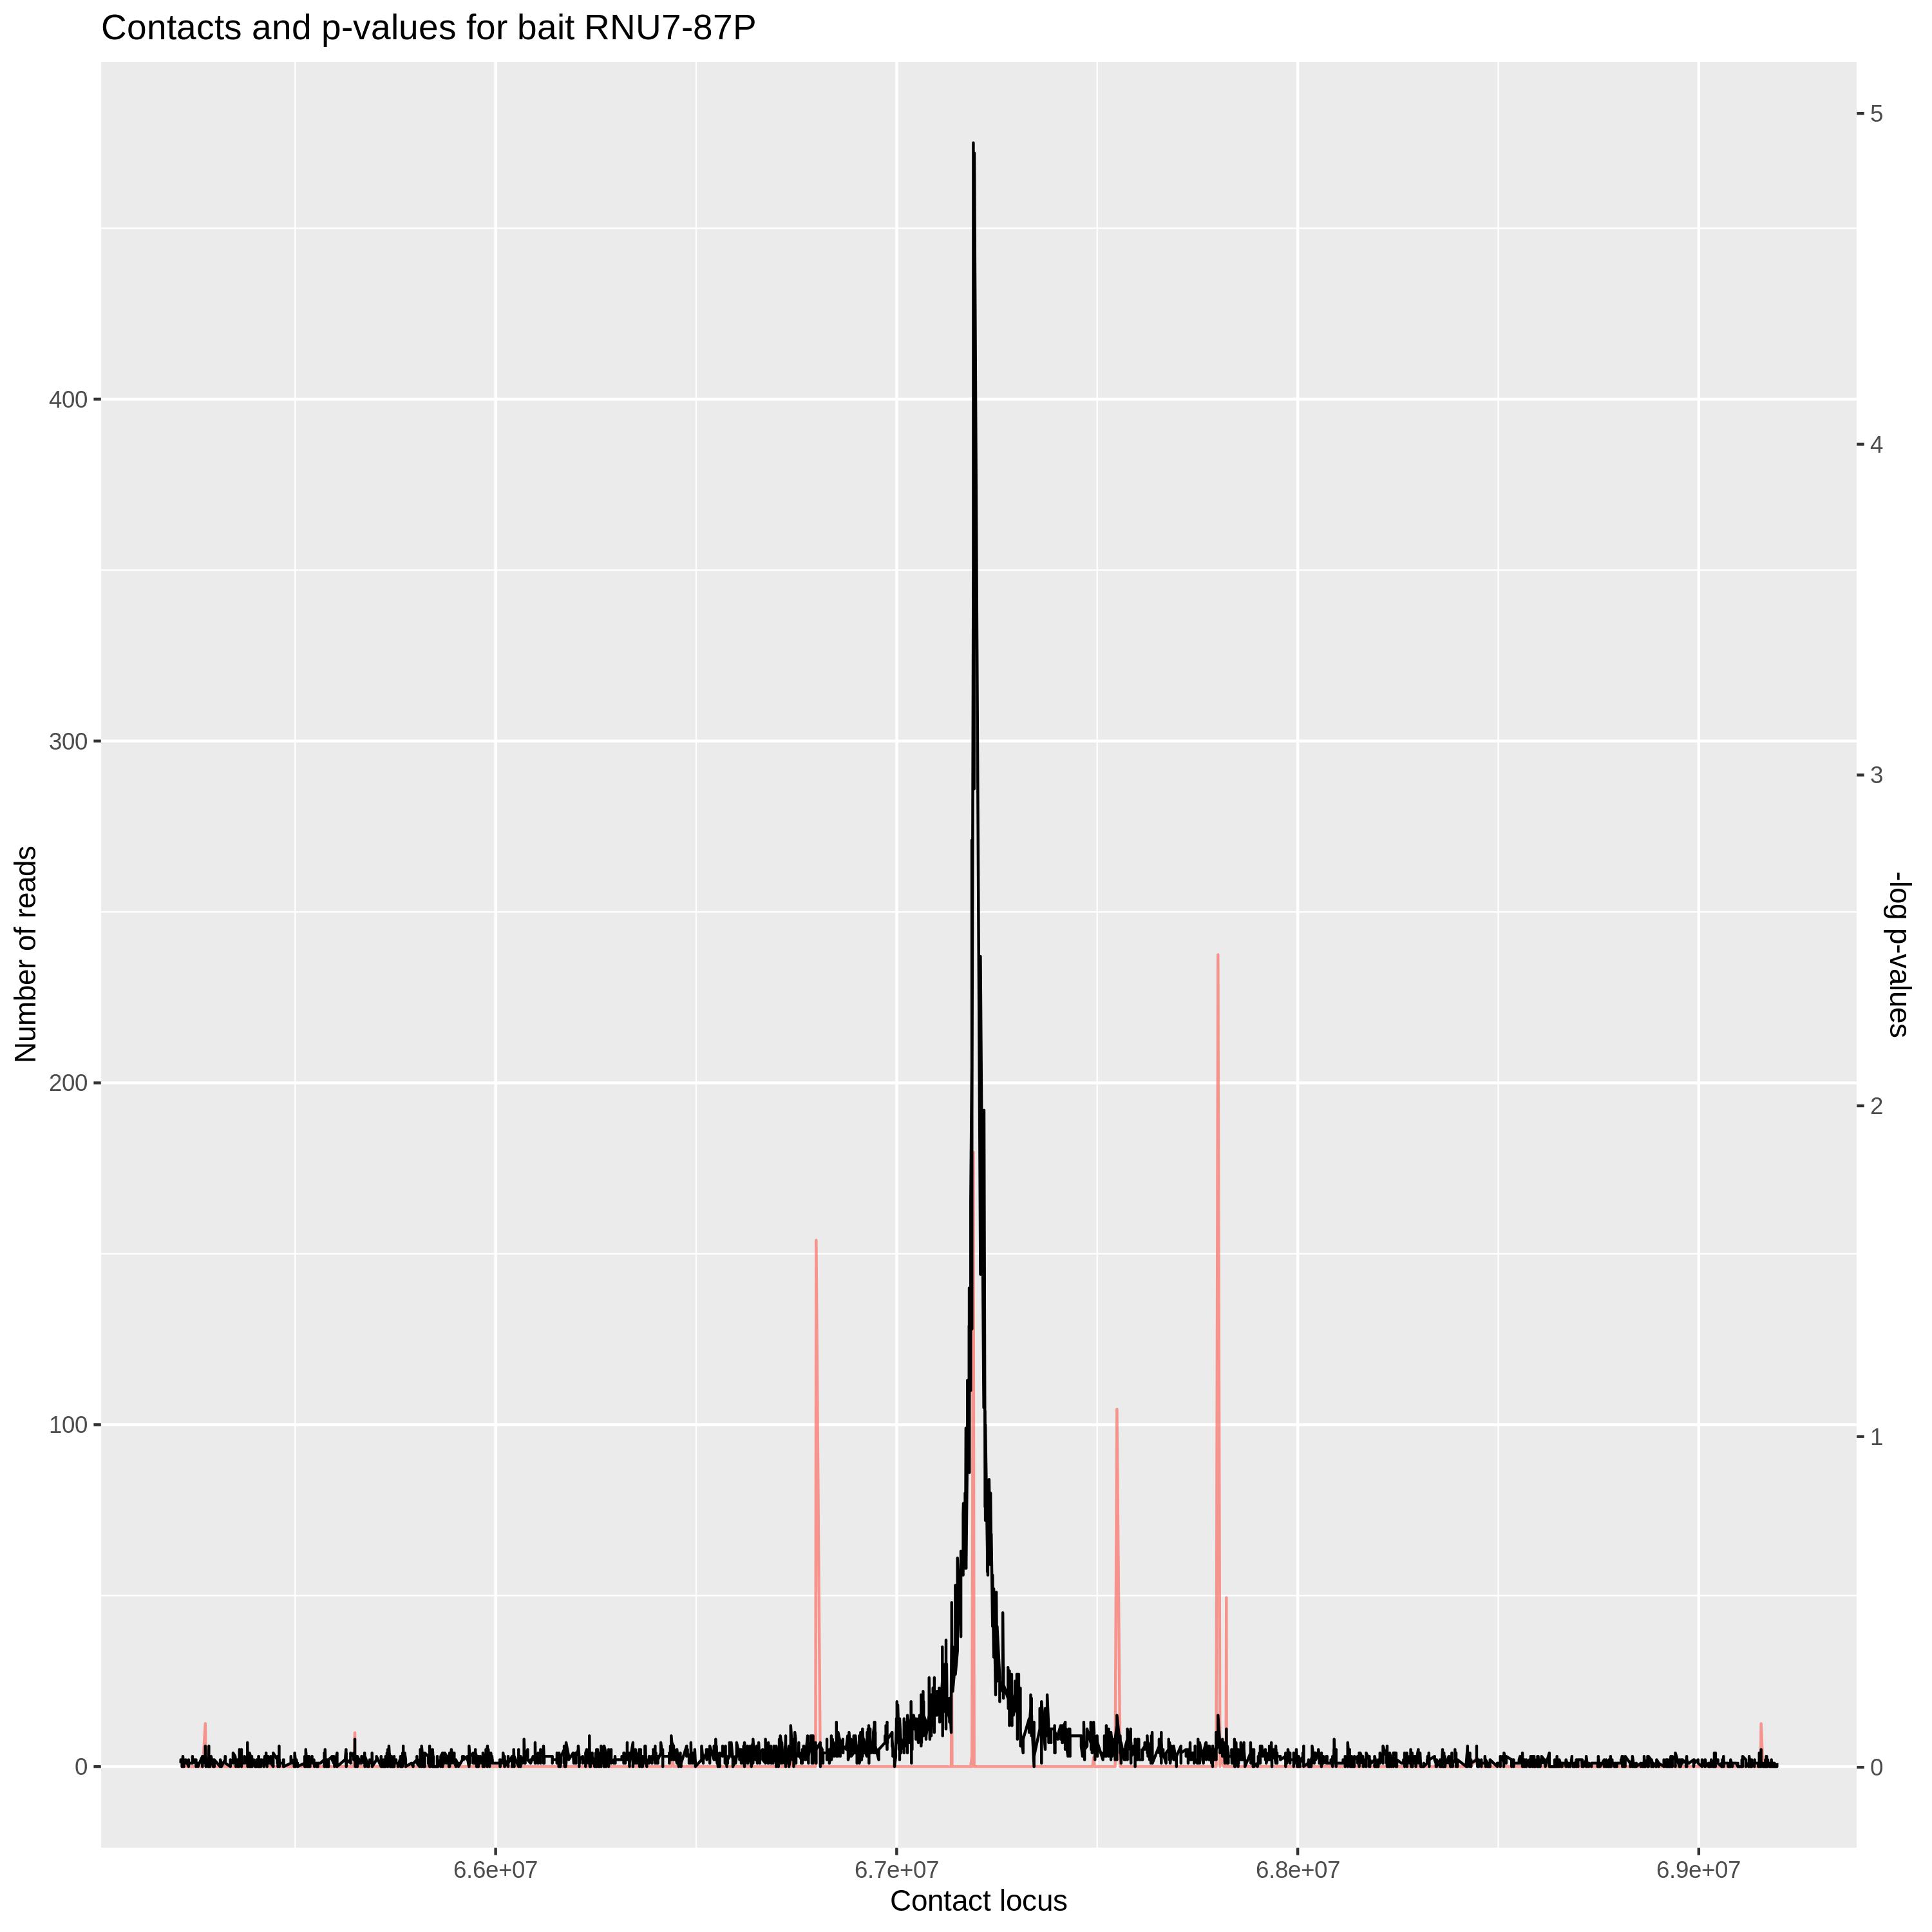 Contacts and p-values for bait RNU7-87P
Number of reads
400
300
200
100
0
5
4
3
2
1
0
-log p-values
6.6e+07
6.7e+07
6.8e+07
6.9e+07
Contact locus